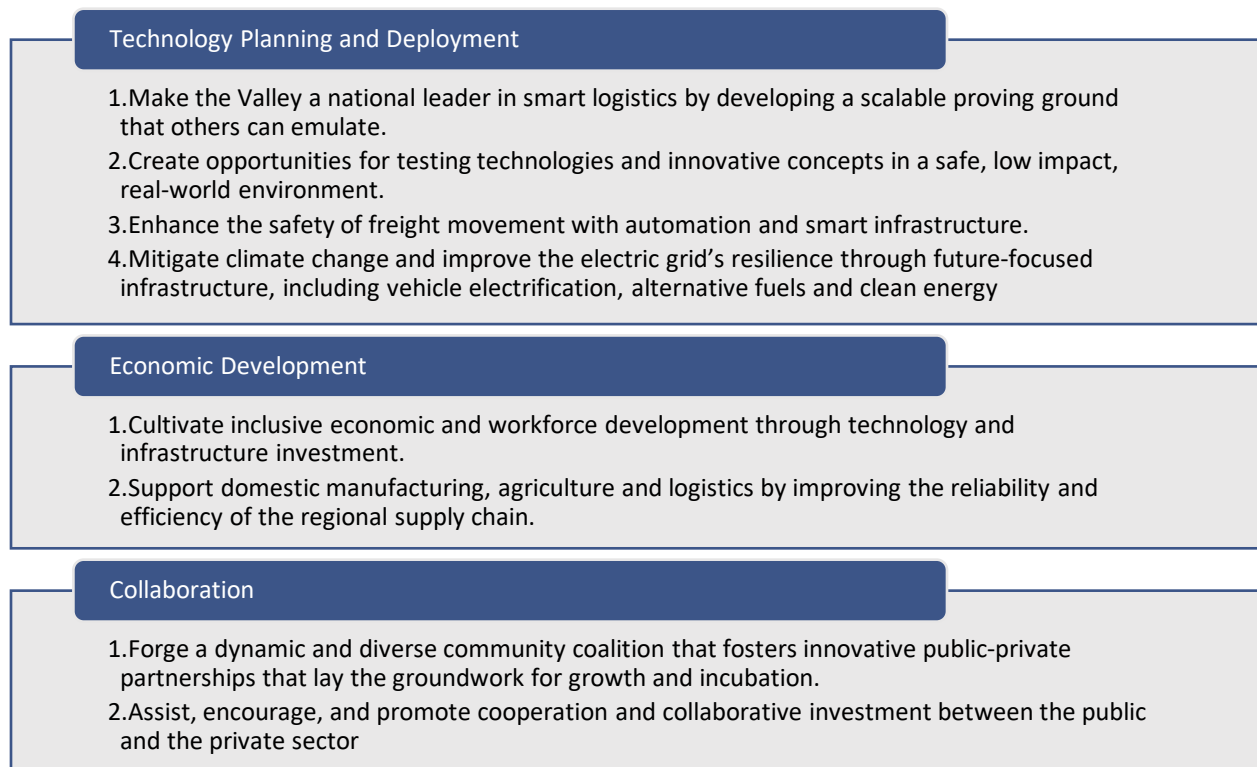 Technology Planning and Deployment
1.Make the Valley a national leader in smart logistics by developing a scalable proving ground
that others can emulate.
2.Create opportunities for testing technologies and innovative concepts in a safe, low impact,
real-world environment.
3.Enhance the safety of freight movement with automation and smart infrastructure.
4.Mitigate climate change and improve the electric grid’s resilience through future-focused
infrastructure, including vehicle electrification, alternative fuels and clean energy
Economic Development
1.Cultivate inclusive economic and workforce development through technology and
infrastructure investment.
2.Support domestic manufacturing, agriculture and logistics by improving the reliability and
efficiency of the regional supply chain.
Collaboration
1.Forge a dynamic and diverse community coalition that fosters innovative public-private
partnerships that lay the groundwork for growth and incubation.
2.Assist, encourage, and promote cooperation and collaborative investment between the public
and the private sector